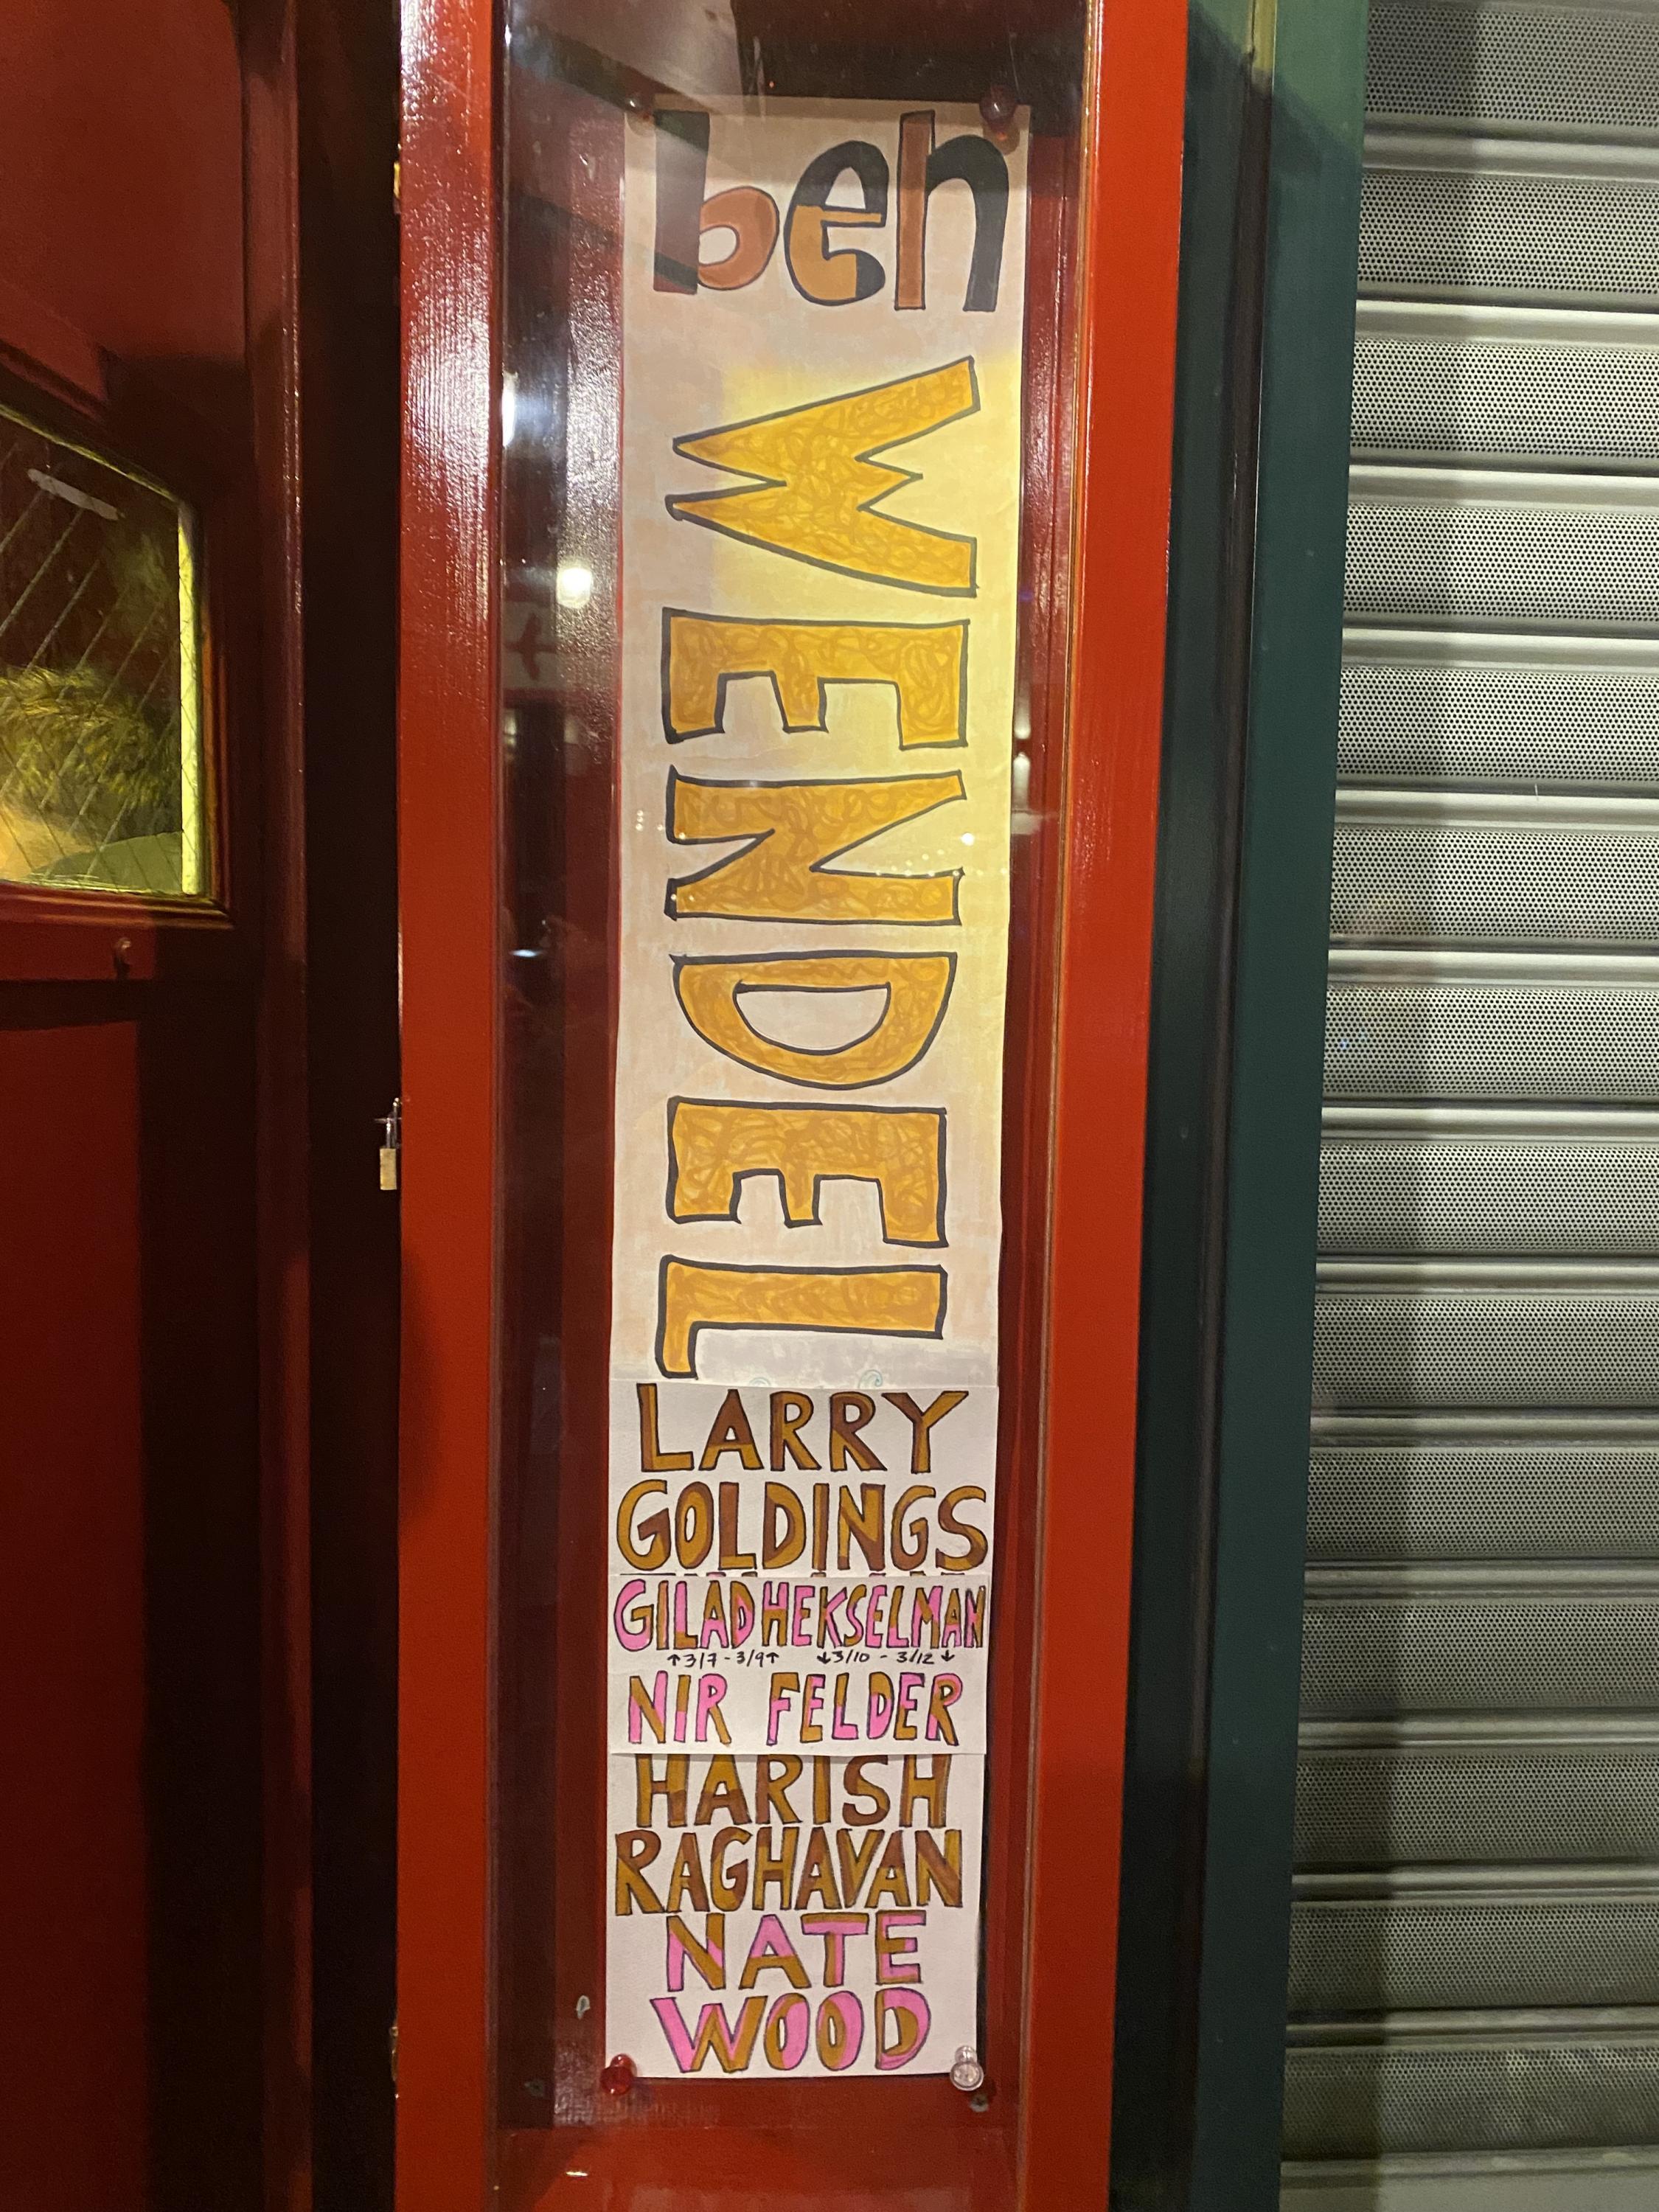 ben
WENDEL
LARRY
GOLDINGS
GILAD HEKSELMAN
↑3/7 - 3/9↑ ↓3/10 - 3/12↓
NIR FELDER
HARISH
RAGHAVAN
NATE
WOOD